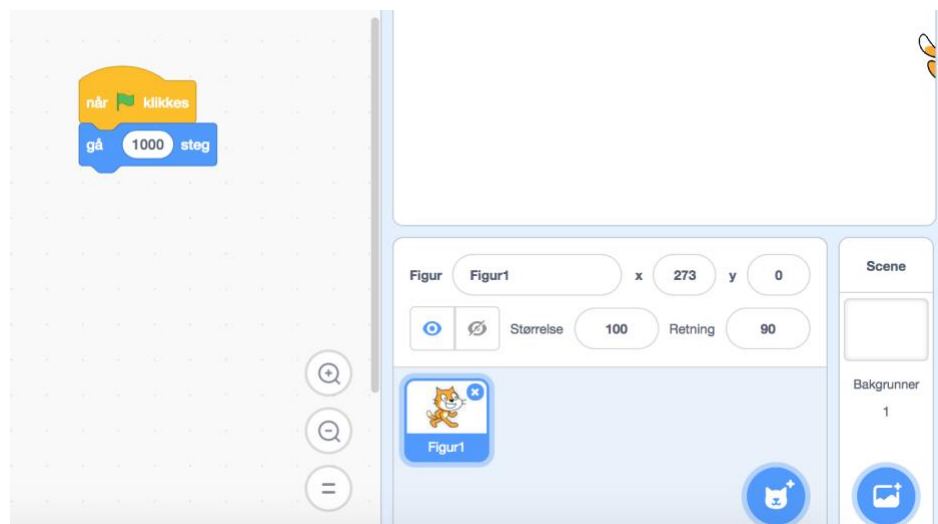 når klikkes
gå 1000 steg
Figur Figur1 x 273 y 0
Størrelse 100 Retning 90
Figur1
Scene
Bakgrunner
1